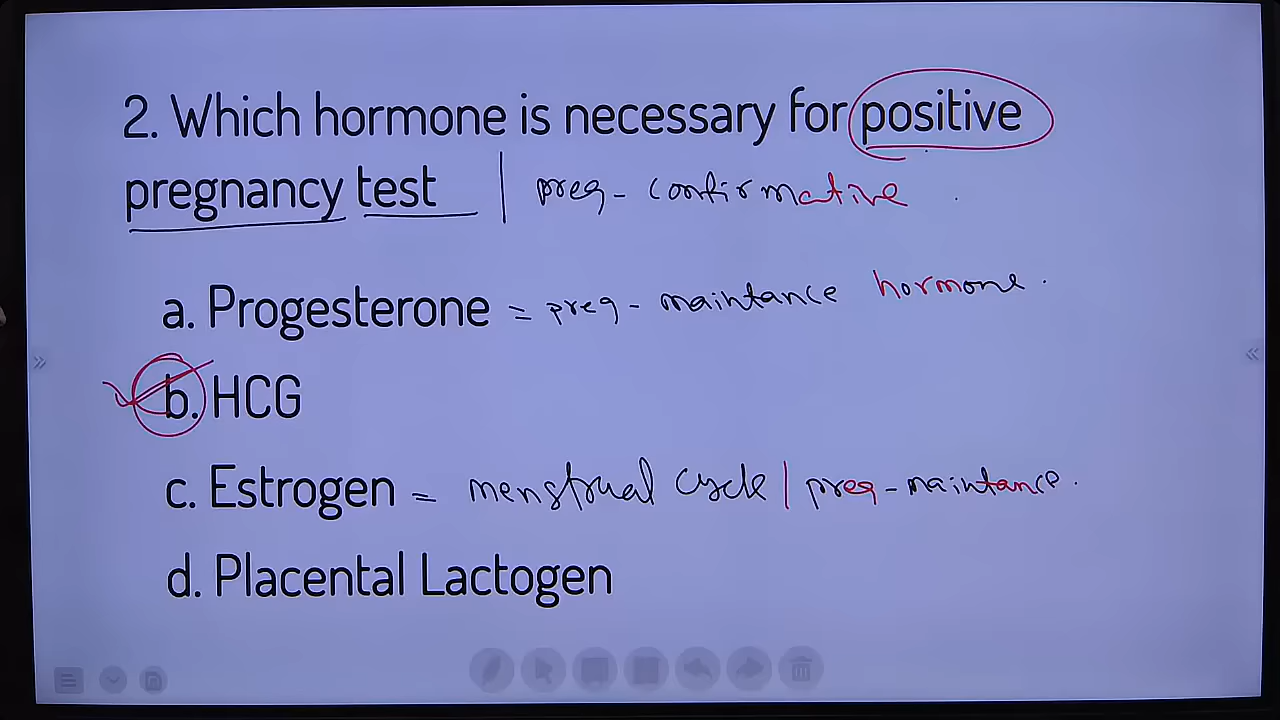 2. Which hormone is necessary for positive
pregnancy test | preg- confirmative
a. Progesterone = preg- maintance hormone.
b. HCG
c. Estrogen = menstrual cycle | preg-maintance.
d. Placental Lactogen